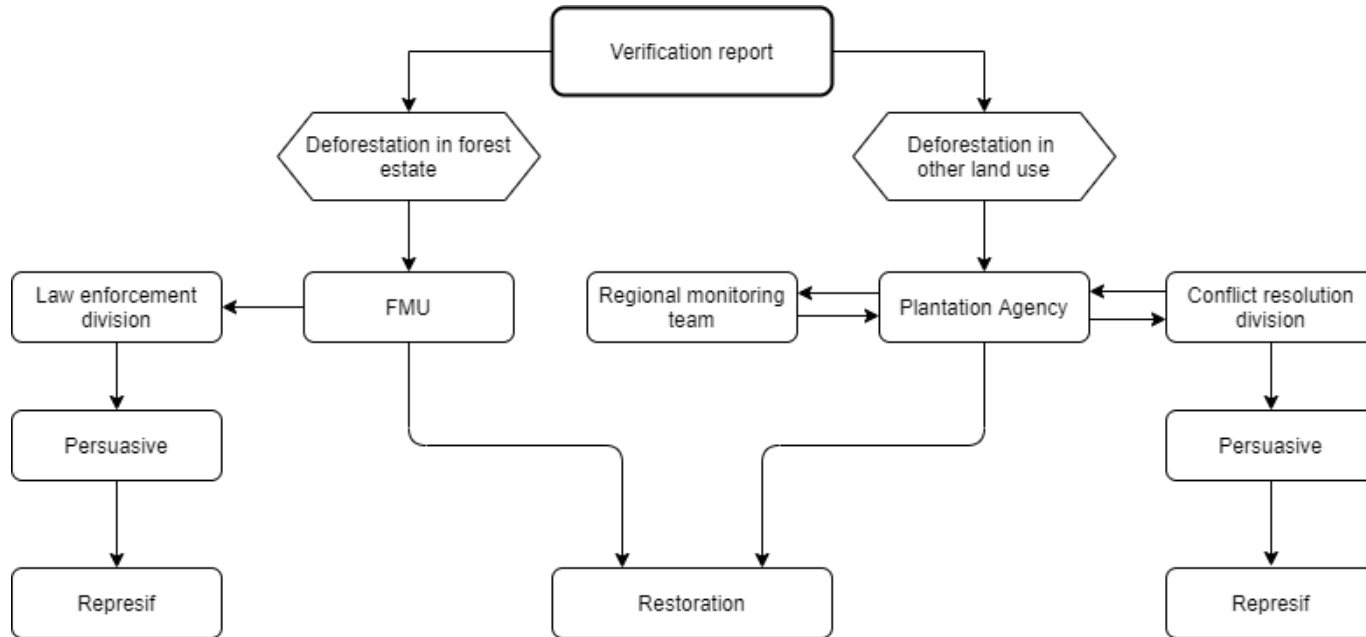 Verification report
Deforestation in forest
estate
Deforestation in
other land use
Law enforcement
division
FMU
Regional monitoring
team
Plantation Agency
Conflict resolution
division
Persuasive
Persuasive
Represif
Restoration
Represif